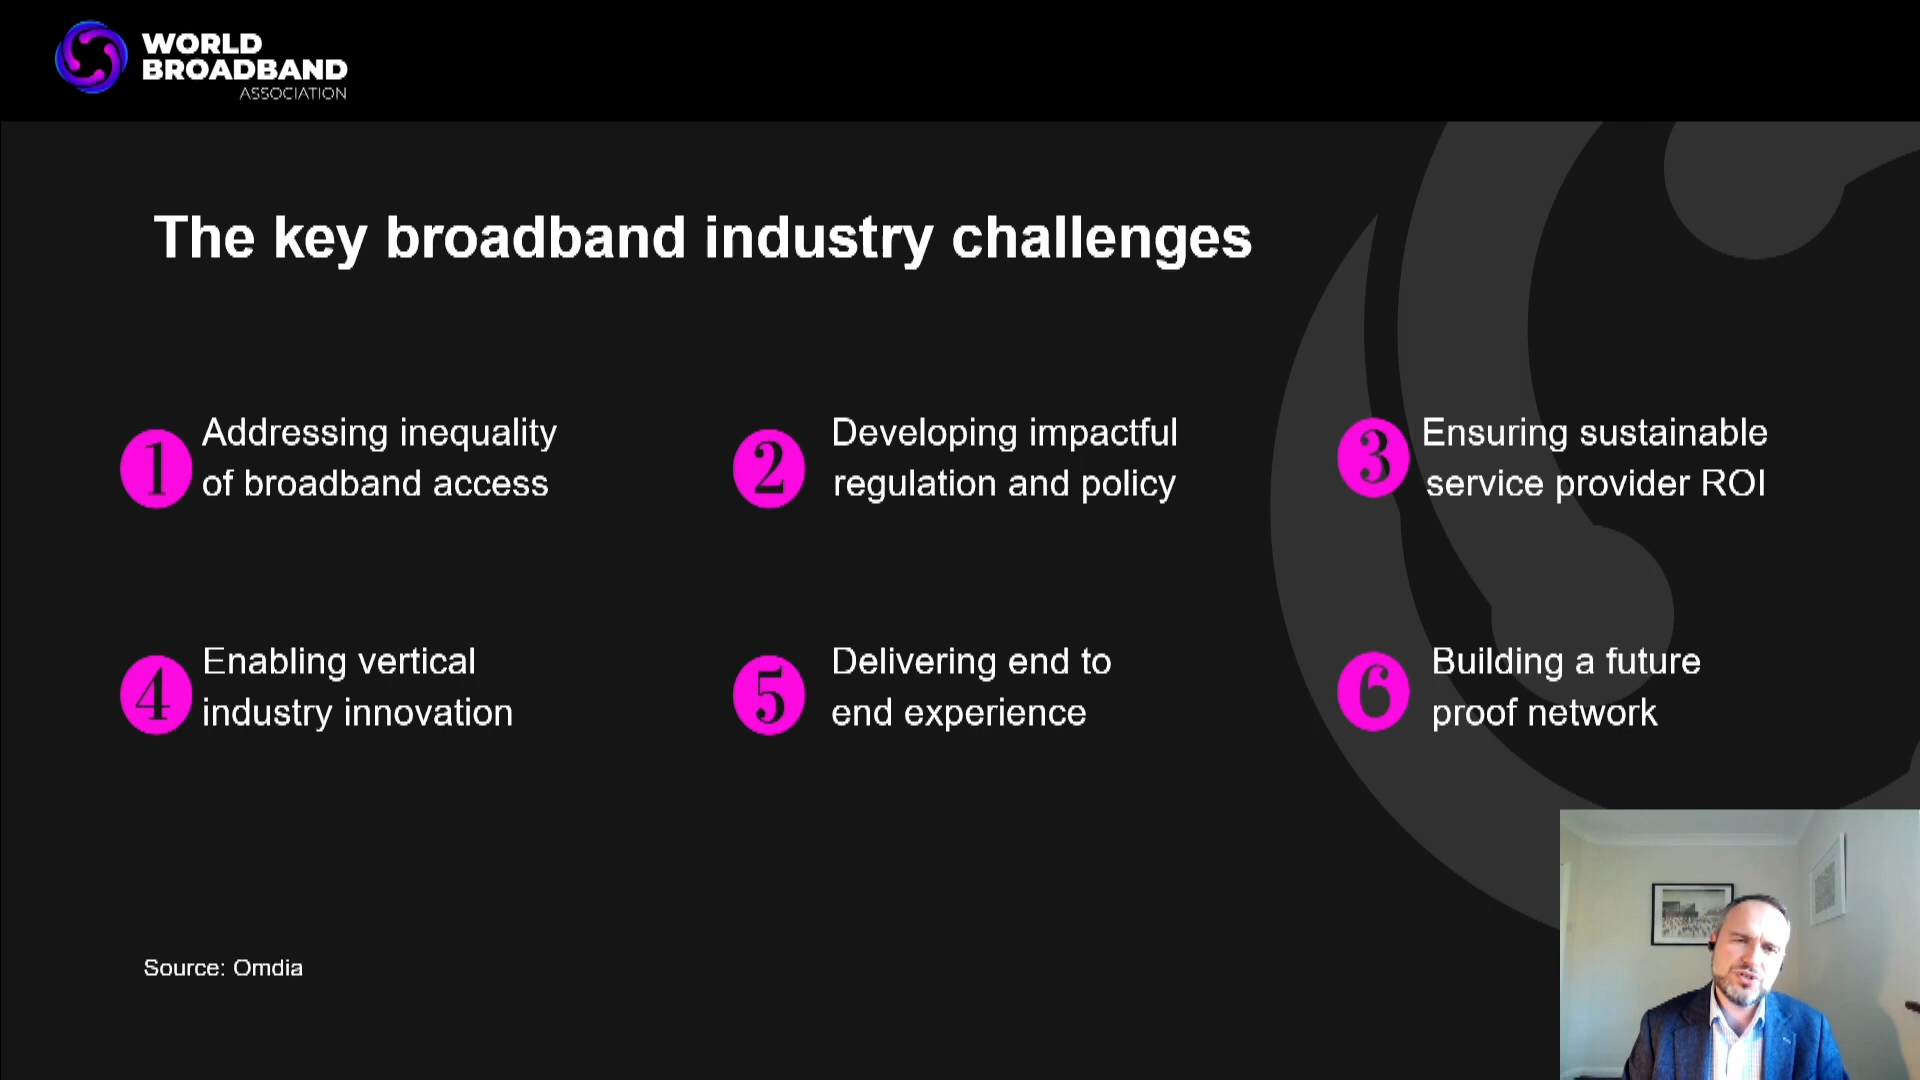 WORLD
BROADBAND
ASSOCIATION
The key broadband industry challenges
1
Addressing inequality
of broadband access
2
Developing impactful
regulation and policy
3
Ensuring sustainable
service provider ROI
4
Enabling vertical
industry innovation
5
Delivering end to
end experience
6
Building a future
proof network
Source: Omdia